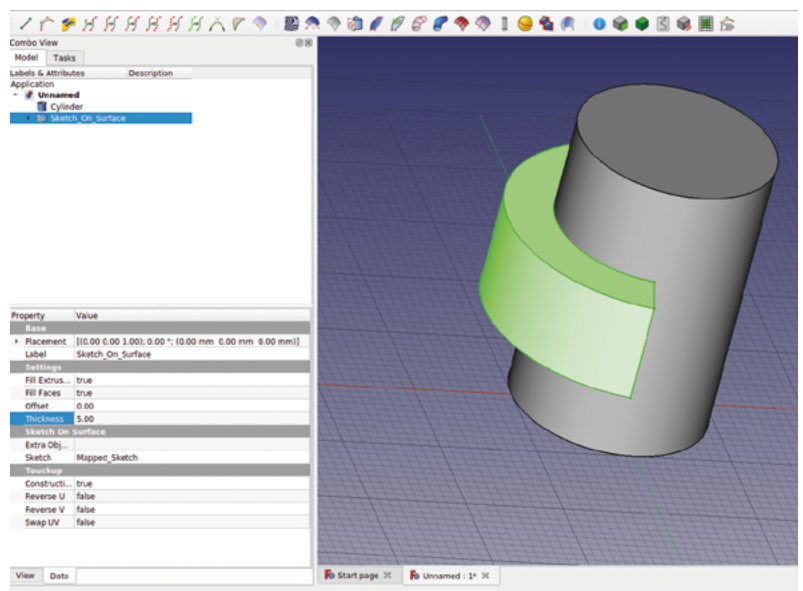 Combo View
Model Tasks
Labels & Attributes Description
Application
Unnamed
Cylinder
Sketch_On_Surface
Property Value
Base
Placement [(0.00 0.00 1.00); 0.00 °; (0.00 mm 0.00 mm 0.00 mm)]
Label Sketch_On_Surface
Settings
Fill Extrus... true
Fill Faces true
Offset 0.00
Thickness 5.00
Sketch On Surface
Extra Obj...
Sketch Mapped_Sketch
Touchup
Constructi... true
Reverse U false
Reverse V false
Swap UV false
View Data
Start page
Unnamed : 1*